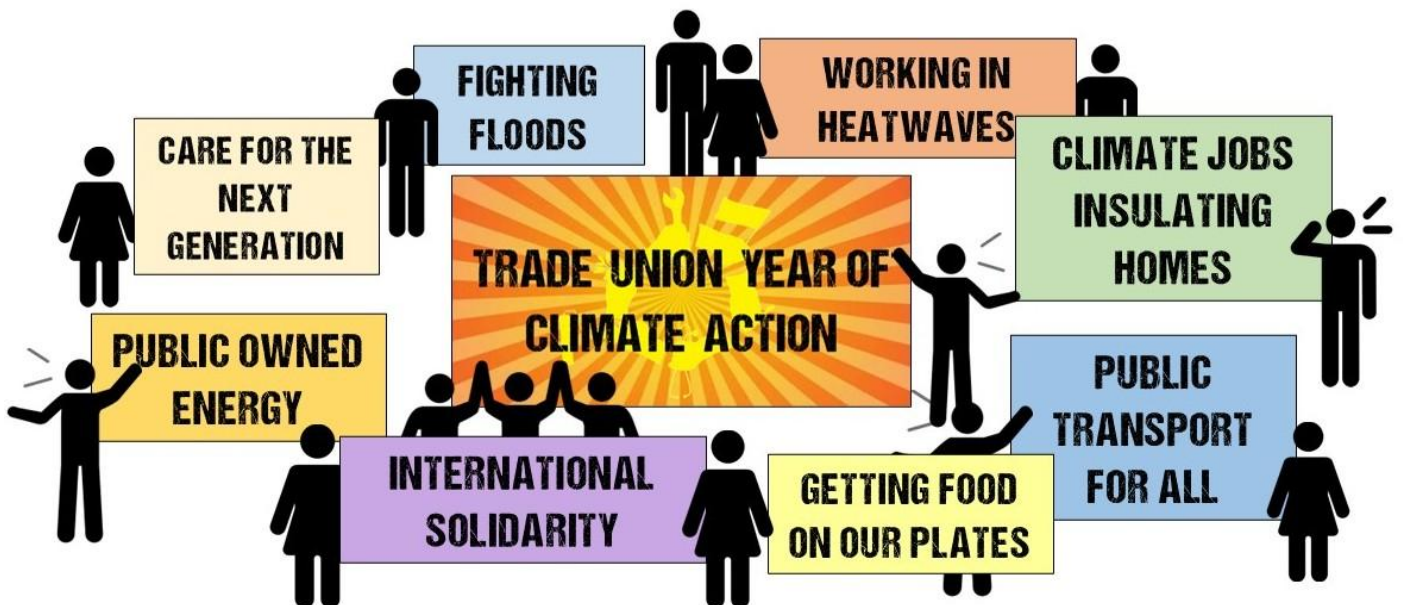 FIGHTING
FLOODS
WORKING IN
HEATWAVES
CARE FOR THE
NEXT
GENERATION
CLIMATE JOBS
INSULATING
HOMES
TRADE UNION YEAR OF
CLIMATE ACTION
PUBLIC OWNED
ENERGY
PUBLIC
TRANSPORT
FOR ALL
INTERNATIONAL
SOLIDARITY
GETTING FOOD
ON OUR PLATES